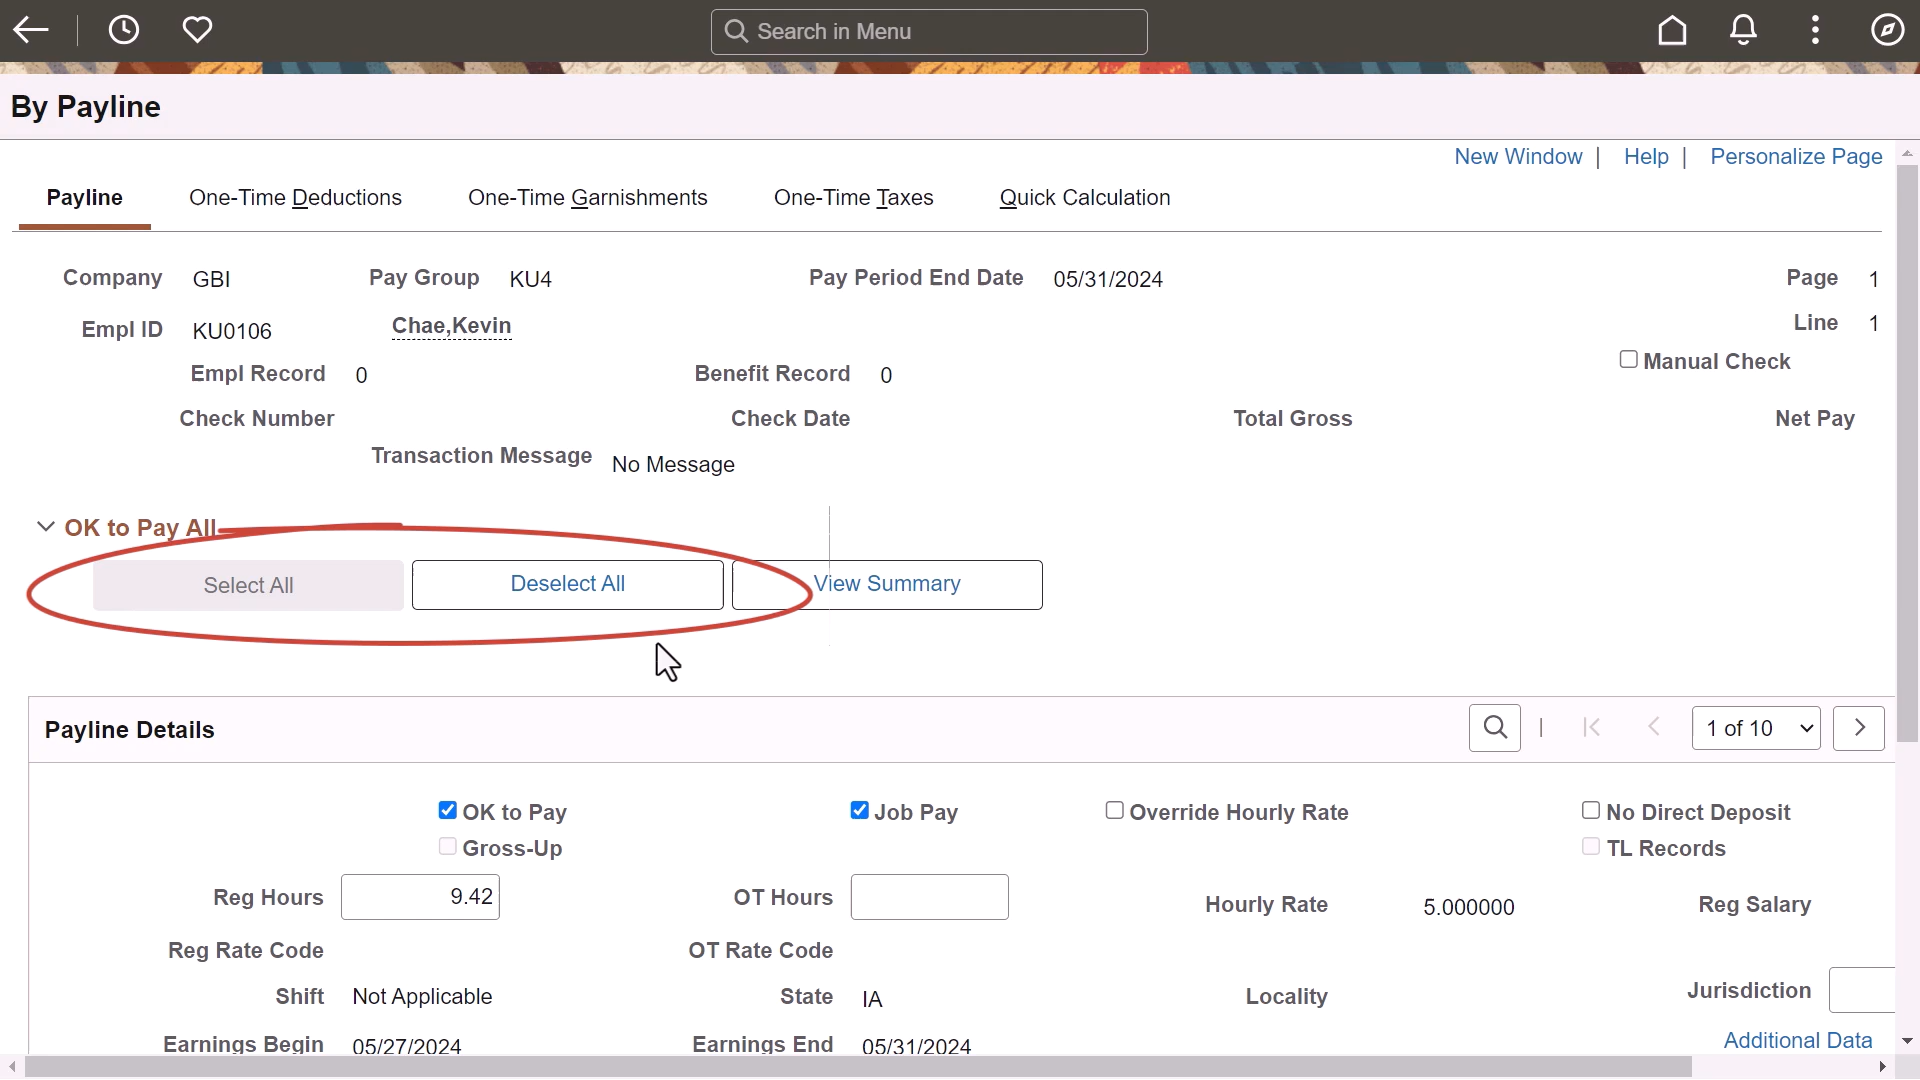 Search in Menu
By Payline
New Window | Help | Personalize Page
Payline One-Time Deductions One-Time Garnishments One-Time Taxes Quick Calculation
Company GBI Pay Group KU4 Pay Period End Date 05/31/2024 Page 1
Empl ID KU0106 Chae,Kevin Line 1
Empl Record 0 Benefit Record 0 Manual Check
Check Number Check Date Total Gross Net Pay
Transaction Message No Message
OK to Pay All
Select All Deselect All View Summary
Payline Details | 1 of 10
OK to Pay Job Pay Override Hourly Rate No Direct Deposit
Gross-Up TL Records
Reg Hours 9.42 OT Hours Hourly Rate 5.000000 Reg Salary
Reg Rate Code OT Rate Code
Shift Not Applicable State IA Locality Jurisdiction
Earnings Begin 05/27/2024 Earnings End 05/31/2024 Additional Data